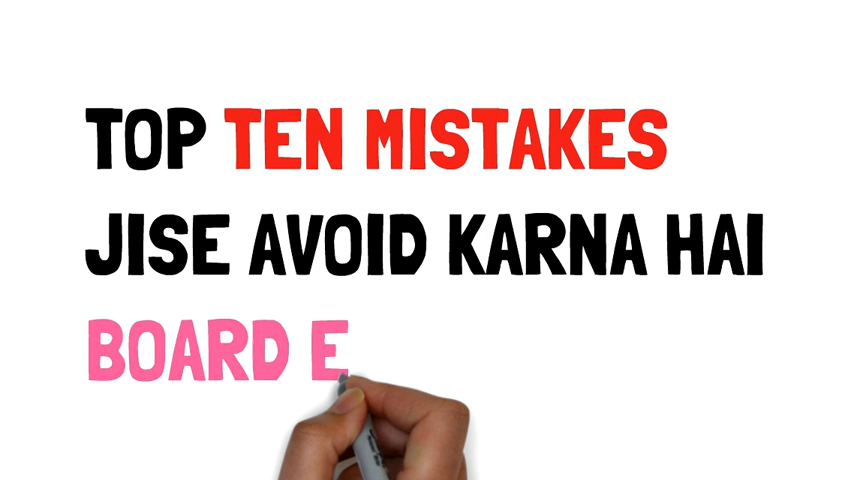 TOP TEN MISTAKES
JISE AVOID KARNA HAI
BOARD E